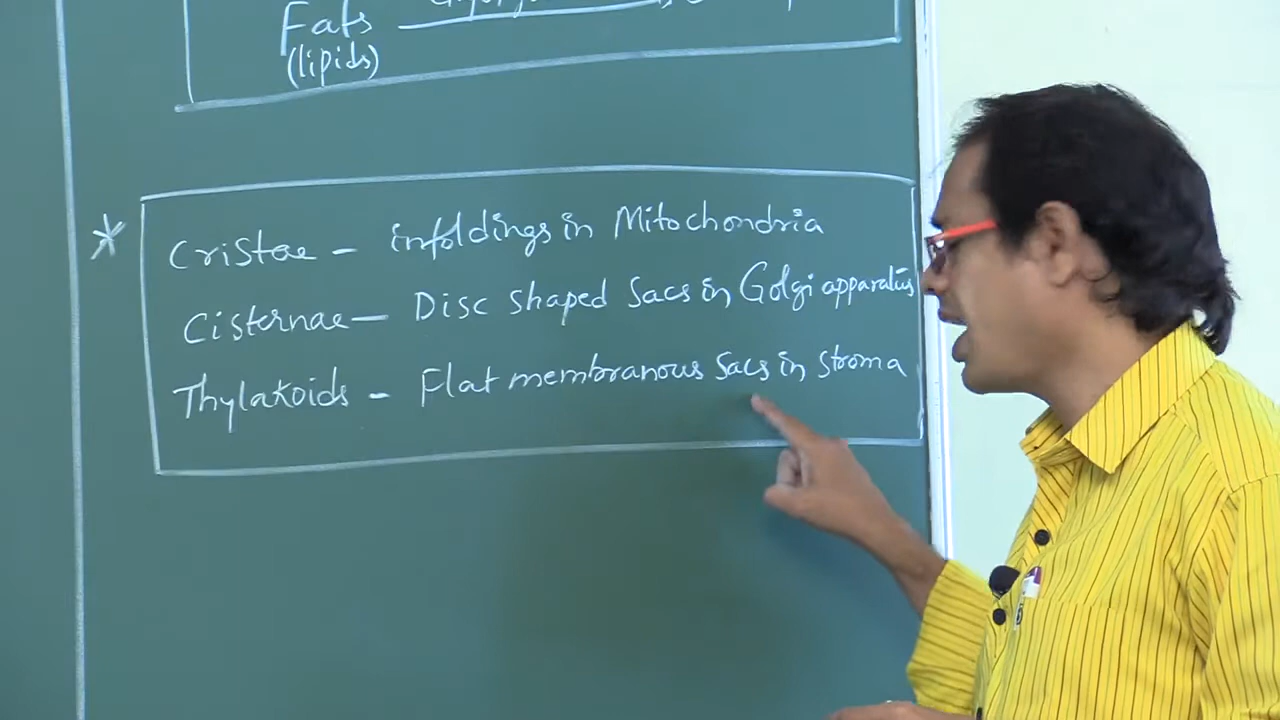 Fats
(lipids)
* Cristae - infoldings in Mitochondria
Cisternae - Disc shaped Sacs in Golgi apparatus
Thylakoids - Flat membranous Sacs in Stroma